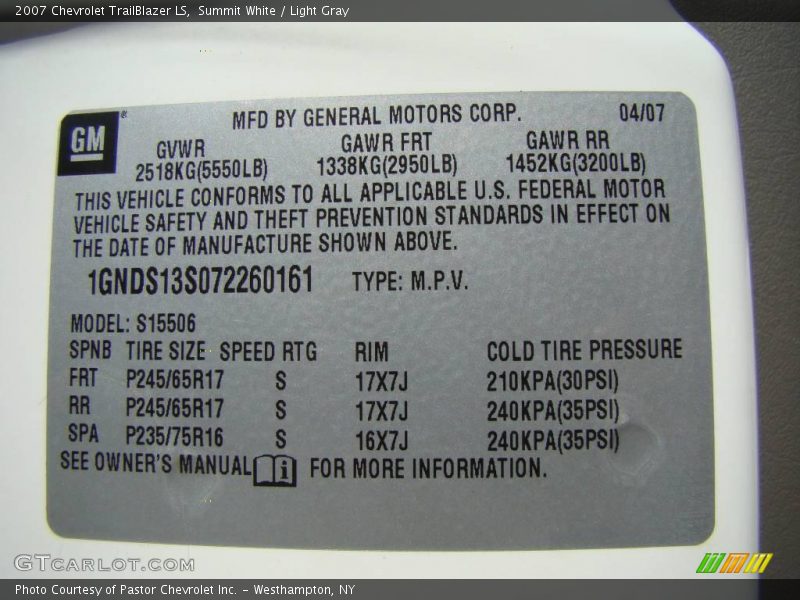 2007 Chevrolet TrailBlazer LS,  Summit White / Light Gray
GM®
MFD BY GENERAL MOTORS CORP. 04/07
GVWR GAWR FRT GAWR RR
2518KG(5550LB) 1338KG(2950LB) 1452KG(3200LB)
THIS VEHICLE CONFORMS TO ALL APPLICABLE U.S. FEDERAL MOTOR
VEHICLE SAFETY AND THEFT PREVENTION STANDARDS IN EFFECT ON
THE DATE OF MANUFACTURE SHOWN ABOVE.
1GNDS13S072260161 TYPE: M.P.V.
MODEL: S15506
SPNB TIRE SIZE SPEED RTG RIM COLD TIRE PRESSURE
FRT P245/65R17 S 17X7J 210KPA(30PSI)
RR P245/65R17 S 17X7J 240KPA(35PSI)
SPA P235/75R16 S 16X7J 240KPA(35PSI)
SEE OWNER'S MANUAL i FOR MORE INFORMATION.
GTCARLOT.COM
Photo Courtesy of Pastor Chevrolet Inc. - Westhampton, NY